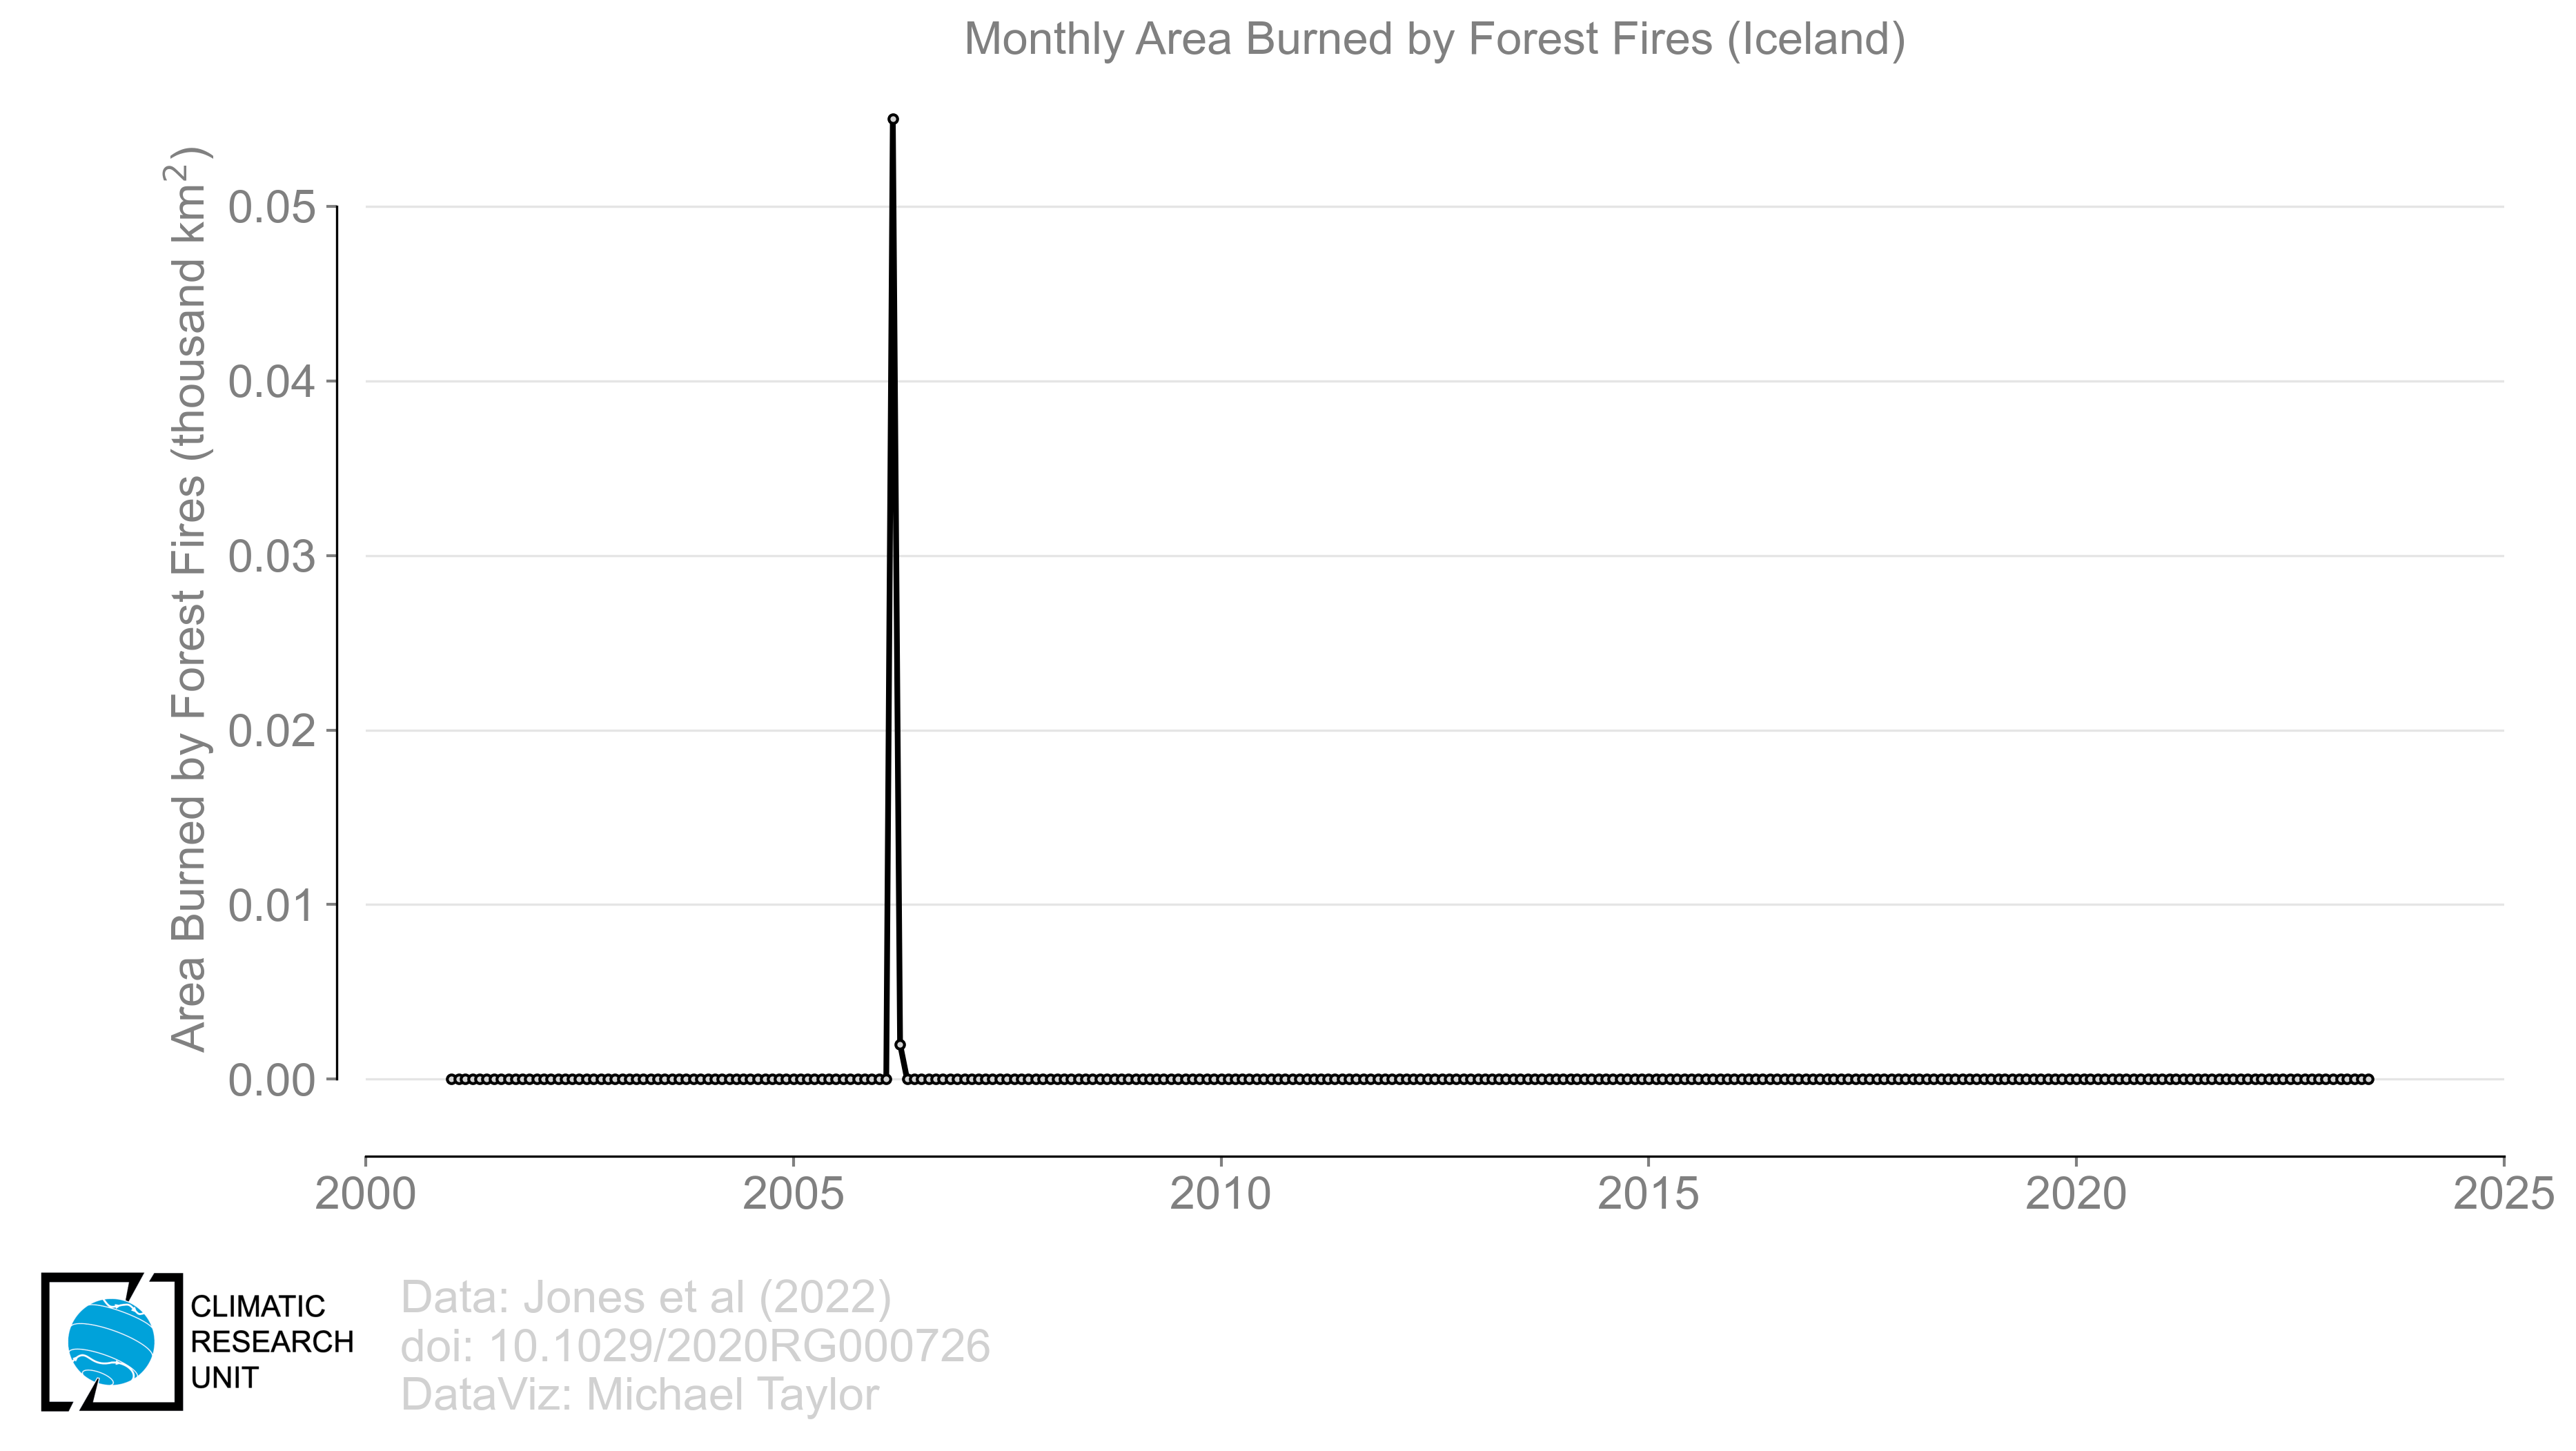 Monthly Area Burned by Forest Fires (Iceland)
Area Burned by Forest Fires (thousand km²)
0.05
0.04
0.03
0.02
0.01
0.00
2000 2005 2010 2015 2020 2025
CLIMATIC
RESEARCH
UNIT
Data: Jones et al (2022)
doi: 10.1029/2020RG000726
DataViz: Michael Taylor